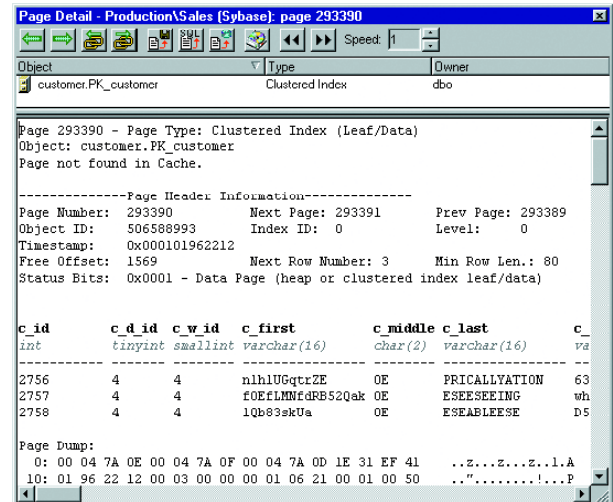 Page Detail - Production\Sales (Sybase): page 293390
SQL Speed: 1
Object Type Owner
customer.PK_customer Clustered Index dbo
Page 293390 - Page Type: Clustered Index (Leaf/Data)
Object: customer.PK_customer
Page not found in Cache.
--------------Page Header Information--------------
Page Number: 293390 Next Page: 293391 Prev Page: 293389
Object ID: 506588993 Index ID: 0 Level: 0
Timestamp: 0x000101962212
Free Offset: 1569 Next Row Number: 3 Min Row Len.: 80
Status Bits: 0x0001 - Data Page (heap or clustered index leaf/data)
c_id c_d_id c_w_id c_first c_middle c_last c_
int tinyint smallint varchar(16) char(2) varchar(16) va
2756 4 4 nlhlUGqtrZE OE PRICALLYATION 63
2757 4 4 fOEfLMNfdRB52Qak OE ESEESEEING wh
2758 4 4 lQb83skUa OE ESEABLEESE D5
Page Dump:
0: 00 04 7A 0E 00 04 7A 0F 00 04 7A 0D 1E 31 EF 41 ..z...z...z..1.A
10: 01 96 22 12 00 03 00 00 00 01 06 21 00 01 00 50 .."........!...P